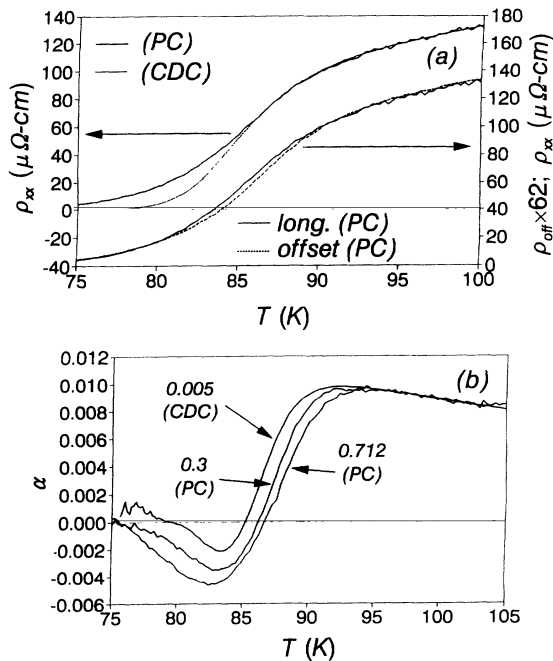 140
120
100
80
60
40
20
0
-20
-40
ρxx (μΩ-cm)
(PC)
(CDC)
(a)
long. (PC)
offset (PC)
180
160
140
120
100
80
60
40
20
0
ρoff×62; ρxx (μΩ-cm)
75 80 85 90 95 100
T (K)
0.012
0.010
0.008
0.006
0.004
0.002
0.000
-0.002
-0.004
-0.006
α
(b)
0.005
(CDC)
0.3
(PC)
0.712
(PC)
75 80 85 90 95 100 105
T (K)